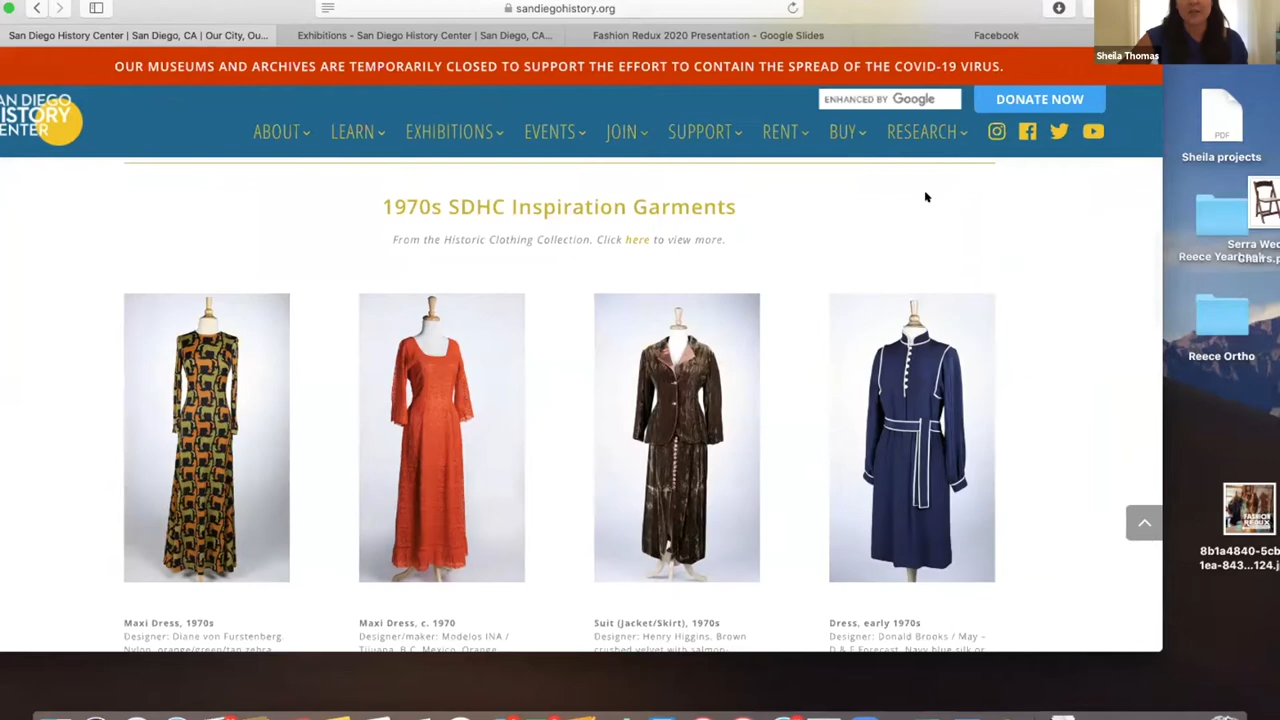 sandiegohistory.org
San Diego History Center | San Diego, CA | Our City, Ou...
Exhibitions - San Diego History Center | San Diego, CA...
Fashion Redux 2020 Presentation - Google Slides
Facebook
Sheila Thomas
OUR MUSEUMS AND ARCHIVES ARE TEMPORARILY CLOSED TO SUPPORT THE EFFORT TO CONTAIN THE SPREAD OF THE COVID-19 VIRUS.
AN DIEGO
HISTORY
ENTER
ENHANCED BY Google
DONATE NOW
ABOUT
LEARN
EXHIBITIONS
EVENTS
JOIN
SUPPORT
RENT
BUY
RESEARCH
PDF
Sheila projects
1970s SDHC Inspiration Garments
From the Historic Clothing Collection. Click here to view more.
Serra Wed
Reece Yearbook
Chairs.p
Reece Ortho
FASHION
REDUX
8b1a4840-5cb
1ea-843...124.j
Maxi Dress, 1970s
Designer: Diane von Furstenberg.
Nylon, orange/green/tan zebra
Maxi Dress, c. 1970
Designer/maker: Modelos INA /
Tijuana, B.C. Mexico. Orange
Suit (Jacket/Skirt), 1970s
Designer: Henry Higgins. Brown
crushed velvet with salmon-
Dress, early 1970s
Designer: Donald Brooks / May –
D & F Forecast. Navy blue silk or